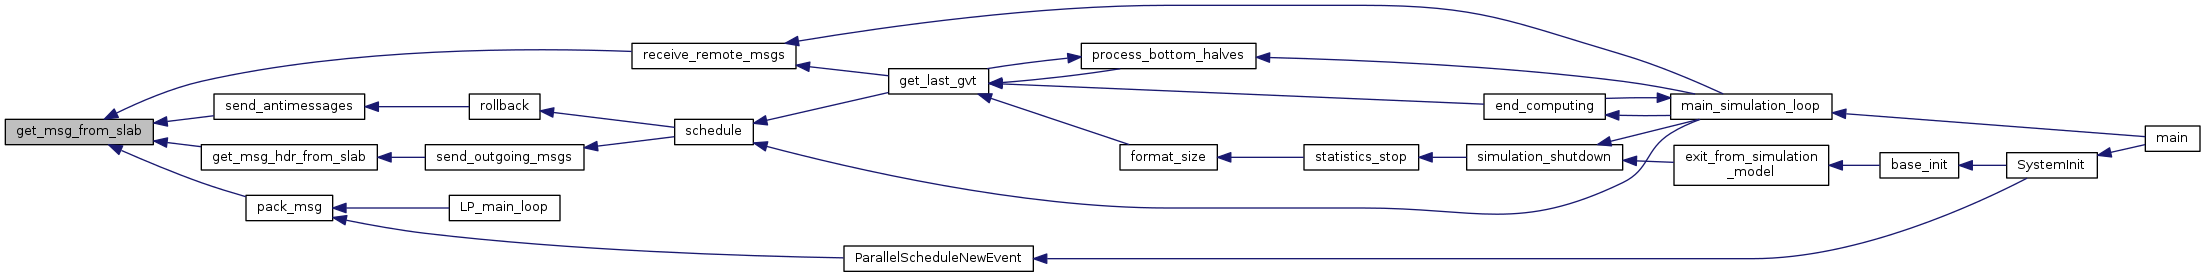 get_msg_from_slab
receive_remote_msgs
send_antimessages
get_msg_hdr_from_slab
pack_msg
rollback
send_outgoing_msgs
LP_main_loop
schedule
ParallelScheduleNewEvent
get_last_gvt
process_bottom_halves
format_size
end_computing
statistics_stop
simulation_shutdown
main_simulation_loop
exit_from_simulation
_model
base_init
SystemInit
main